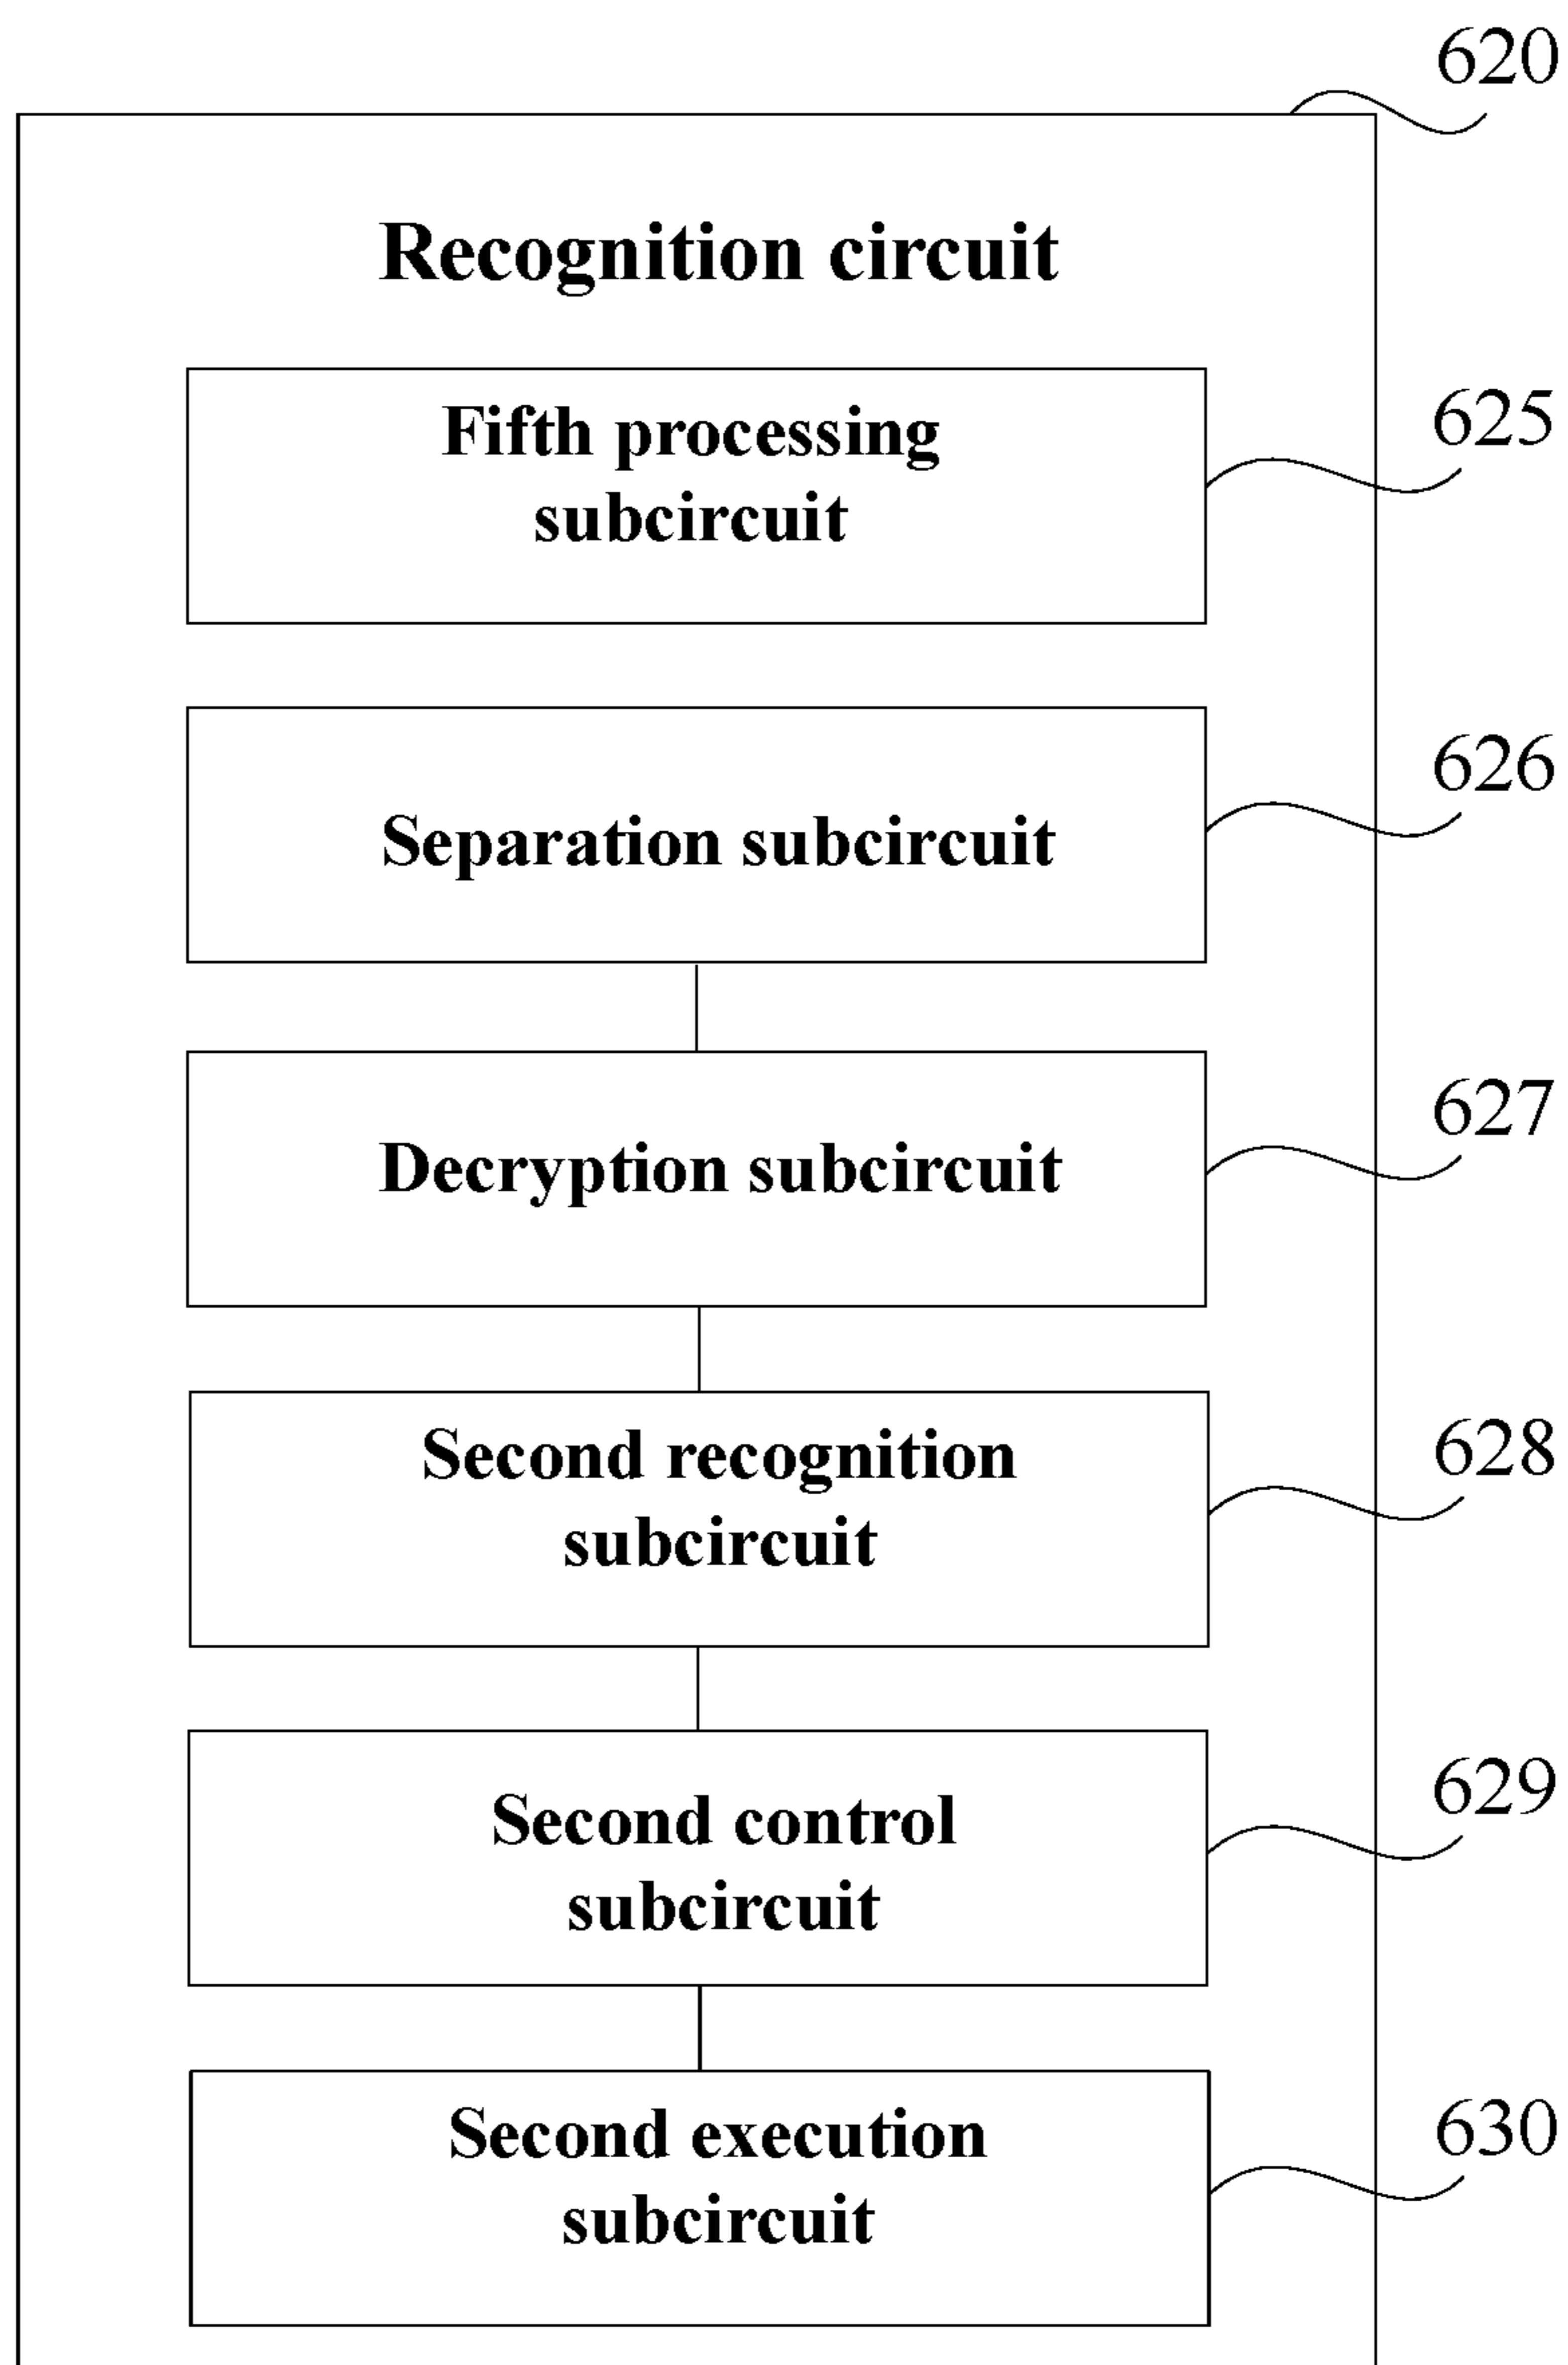 620
Recognition circuit
Fifth processing
subcircuit
625
Separation subcircuit
626
Decryption subcircuit
627
Second recognition
subcircuit
628
Second control
subcircuit
629
Second execution
subcircuit
630